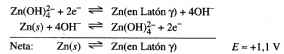 Zn(OH)₄²⁻ + 2e⁻ ⇌ Zn(en Latón γ) + 4OH⁻
Zn(s) + 4OH⁻ ⇌ Zn(OH)₄²⁻ + 2e⁻
Neta: Zn(s) ⇌ Zn(en Latón γ) E = +1,1 V